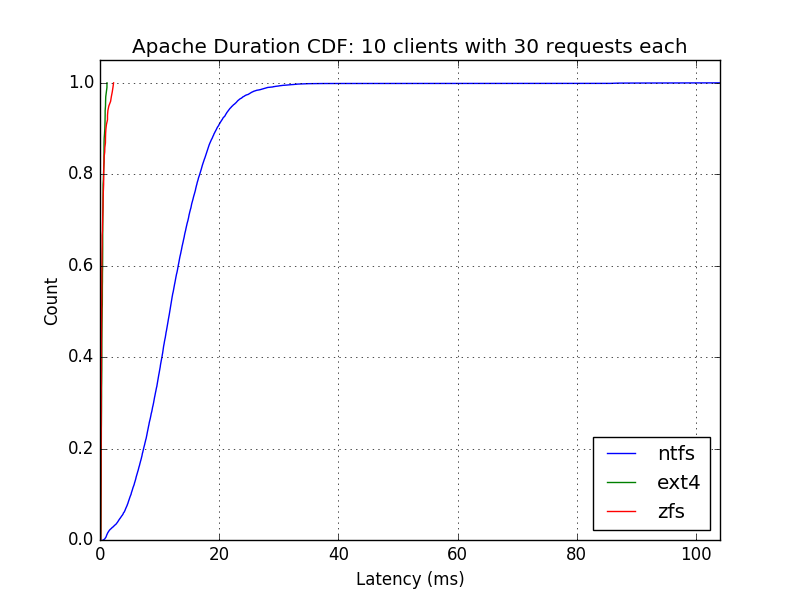 Apache Duration CDF: 10 clients with 30 requests each
1.0
0.8
0.6
0.4
0.2
0.0
Count
0 20 40 60 80 100
Latency (ms)
ntfs
ext4
zfs